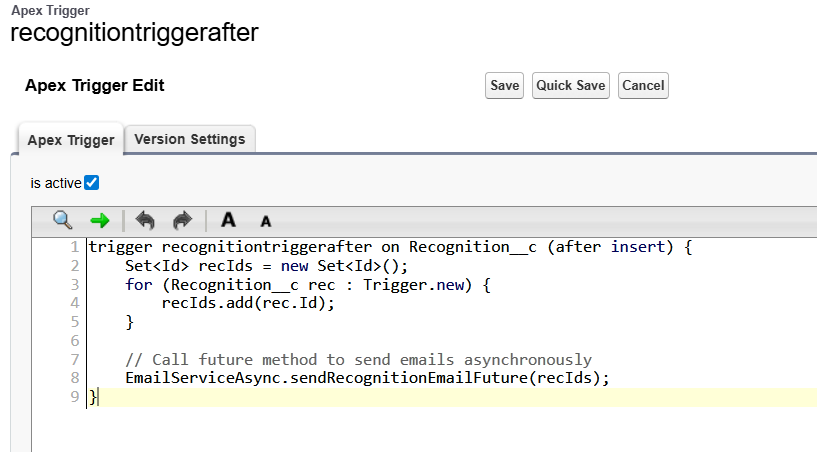 Apex Trigger
recognitiontriggerafter
Apex Trigger Edit
Save Quick Save Cancel
Apex Trigger Version Settings
is active
A A
1 trigger recognitiontriggerafter on Recognition__c (after insert) {
2     Set<Id> recIds = new Set<Id>();
3     for (Recognition__c rec : Trigger.new) {
4         recIds.add(rec.Id);
5     }
6
7     // Call future method to send emails asynchronously
8     EmailServiceAsync.sendRecognitionEmailFuture(recIds);
9 }